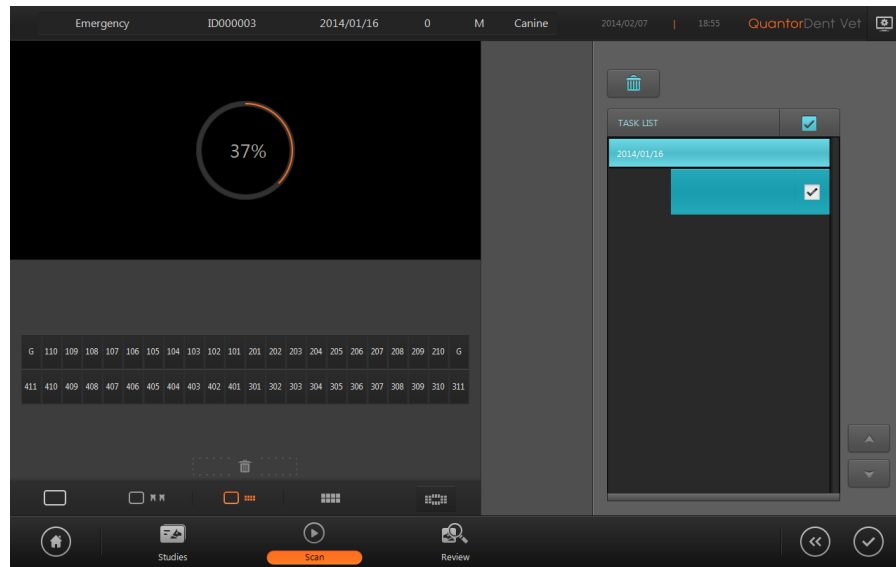 Emergency ID000003 2014/01/16 0 M Canine 2014/02/07 | 18:55 QuantorDent Vet
37%
TASK LIST
2014/01/16
G 110 109 108 107 106 105 104 103 102 101 201 202 203 204 205 206 207 208 209 210 G
411 410 409 408 407 406 405 404 403 402 401 301 302 303 304 305 306 307 308 309 310 311
Studies Scan Review